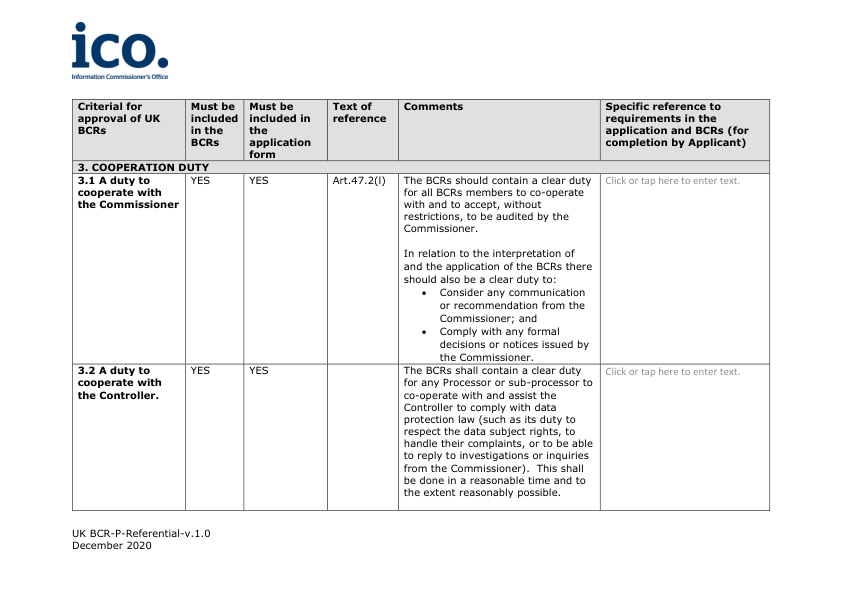 ico.
Information Commissioner's Office
Criterial for
approval of UK
BCRs
Must be
included
in the
BCRs
Must be
included in
the
application
form
Text of
reference
Comments
Specific reference to
requirements in the
application and BCRs (for
completion by Applicant)
3. COOPERATION DUTY
3.1 A duty to
cooperate with
the Commissioner
YES
YES
Art.47.2(l)
The BCRs should contain a clear duty
for all BCRs members to co-operate
with and to accept, without
restrictions, to be audited by the
Commissioner.
In relation to the interpretation of
and the application of the BCRs there
should also be a clear duty to:
• Consider any communication
or recommendation from the
Commissioner; and
• Comply with any formal
decisions or notices issued by
the Commissioner.
Click or tap here to enter text.
3.2 A duty to
cooperate with
the Controller.
YES
YES
The BCRs shall contain a clear duty
for any Processor or sub-processor to
co-operate with and assist the
Controller to comply with data
protection law (such as its duty to
respect the data subject rights, to
handle their complaints, or to be able
to reply to investigations or inquiries
from the Commissioner).  This shall
be done in a reasonable time and to
the extent reasonably possible.
Click or tap here to enter text.
UK BCR-P-Referential-v.1.0
December 2020